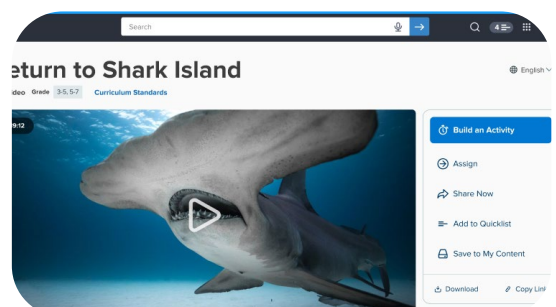 Search
4
eturn to Shark Island
English
ideo Grade 3-5, 5-7 Curriculum Standards
9:12
Build an Activity
Assign
Share Now
Add to Quicklist
Save to My Content
Download Copy Link